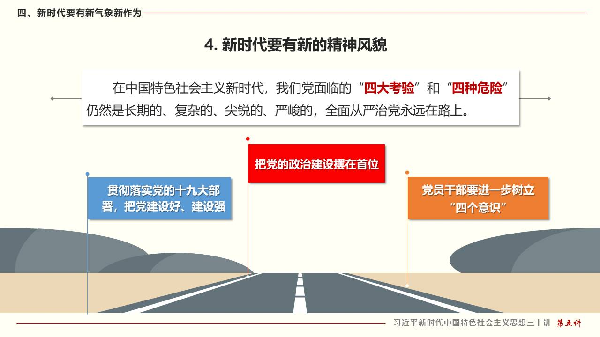 四、新时代要有新气象新作为
4. 新时代要有新的精神风貌
在中国特色社会主义新时代，我们党面临的“四大考验”和“四种危险”
仍然是长期的、复杂的、尖锐的、严峻的，全面从严治党永远在路上。
把党的政治建设摆在首位
贯彻落实党的十九大部
署，把党建设好、建设强
党员干部要进一步树立
“四个意识”
习近平新时代中国特色社会主义思想三十讲 第五讲